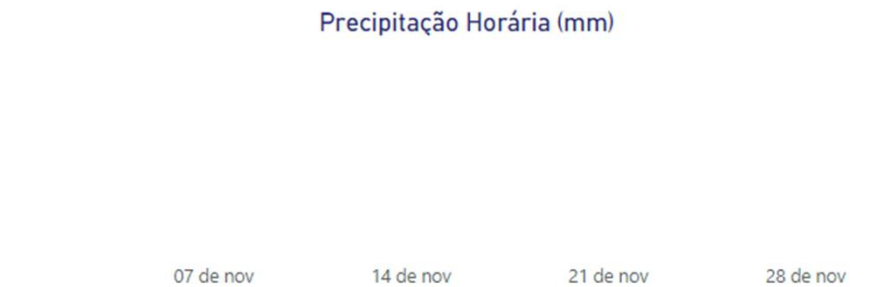 Precipitação Horária (mm)
07 de nov 14 de nov 21 de nov 28 de nov